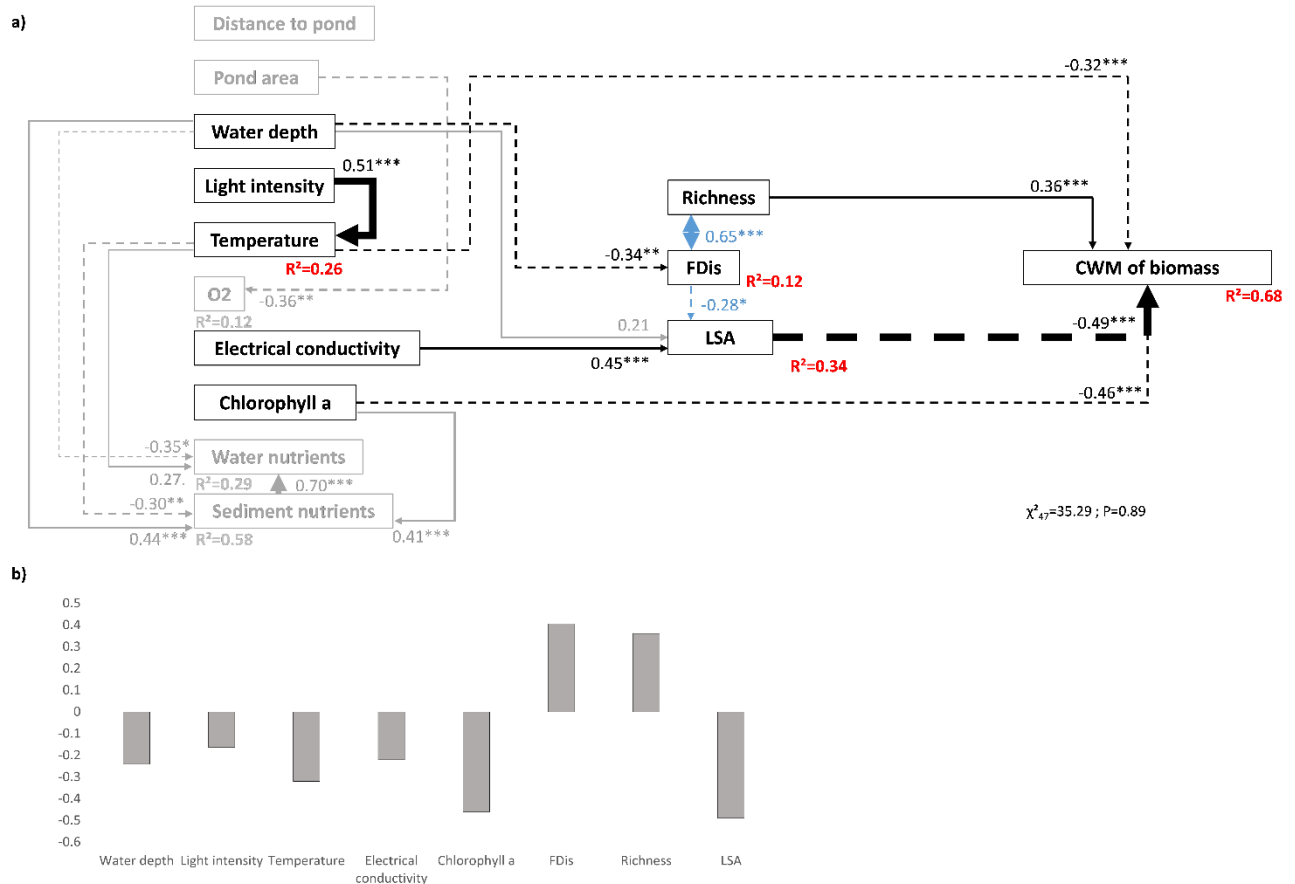 a)
Distance to pond
Pond area
-0.32***
Water depth
0.51***
Light intensity
Richness
0.36***
Temperature
0.65***
R²=0.26
-0.34**
FDis
R²=0.12
CWM of biomass
R²=0.68
O2
-0.36**
R²=0.12
-0.28*
0.21
LSA
-0.49***
Electrical conductivity
0.45***
R²=0.34
Chlorophyll a
-0.46***
-0.35*
Water nutrients
0.27.
R²=0.29
0.70***
-0.30**
Sediment nutrients
0.44***
R²=0.58
0.41***
χ²₄₇=35.29 ; P=0.89
b)
0.5
0.4
0.3
0.2
0.1
0
-0.1
-0.2
-0.3
-0.4
-0.5
-0.6
Water depth Light intensity Temperature Electrical Chlorophyll a FDis Richness LSA
conductivity